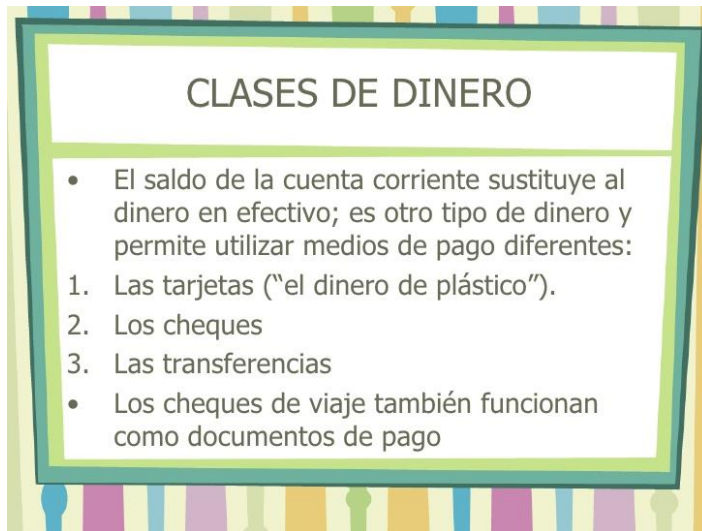 CLASES DE DINERO
• El saldo de la cuenta corriente sustituye al
dinero en efectivo; es otro tipo de dinero y
permite utilizar medios de pago diferentes:
1. Las tarjetas (“el dinero de plástico”).
2. Los cheques
3. Las transferencias
• Los cheques de viaje también funcionan
como documentos de pago